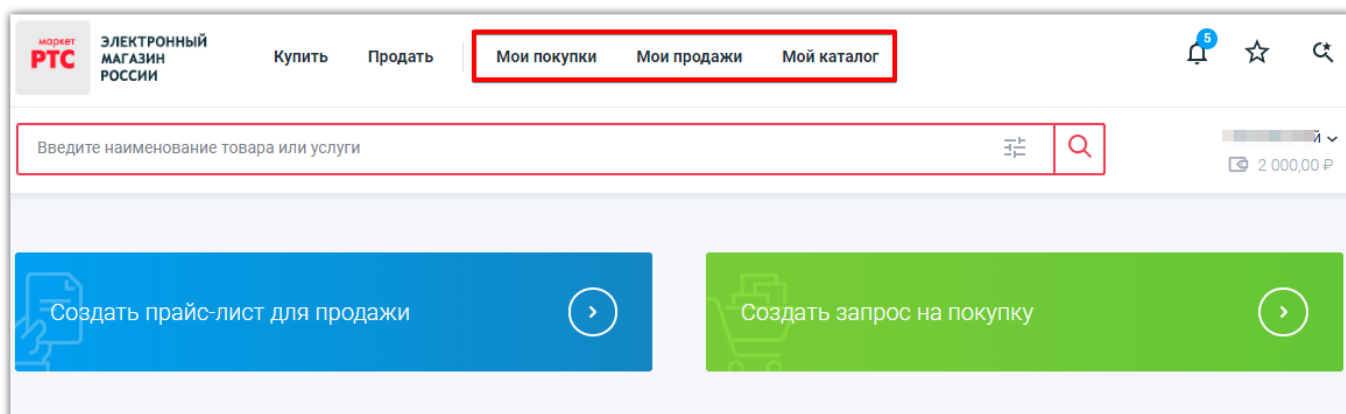 маркет
РТС
ЭЛЕКТРОННЫЙ
МАГАЗИН
РОССИИ
Купить
Продать
Мои покупки
Мои продажи
Мой каталог
5
Введите наименование товара или услуги
2 000,00 ₽
Создать прайс-лист для продажи
Создать запрос на покупку